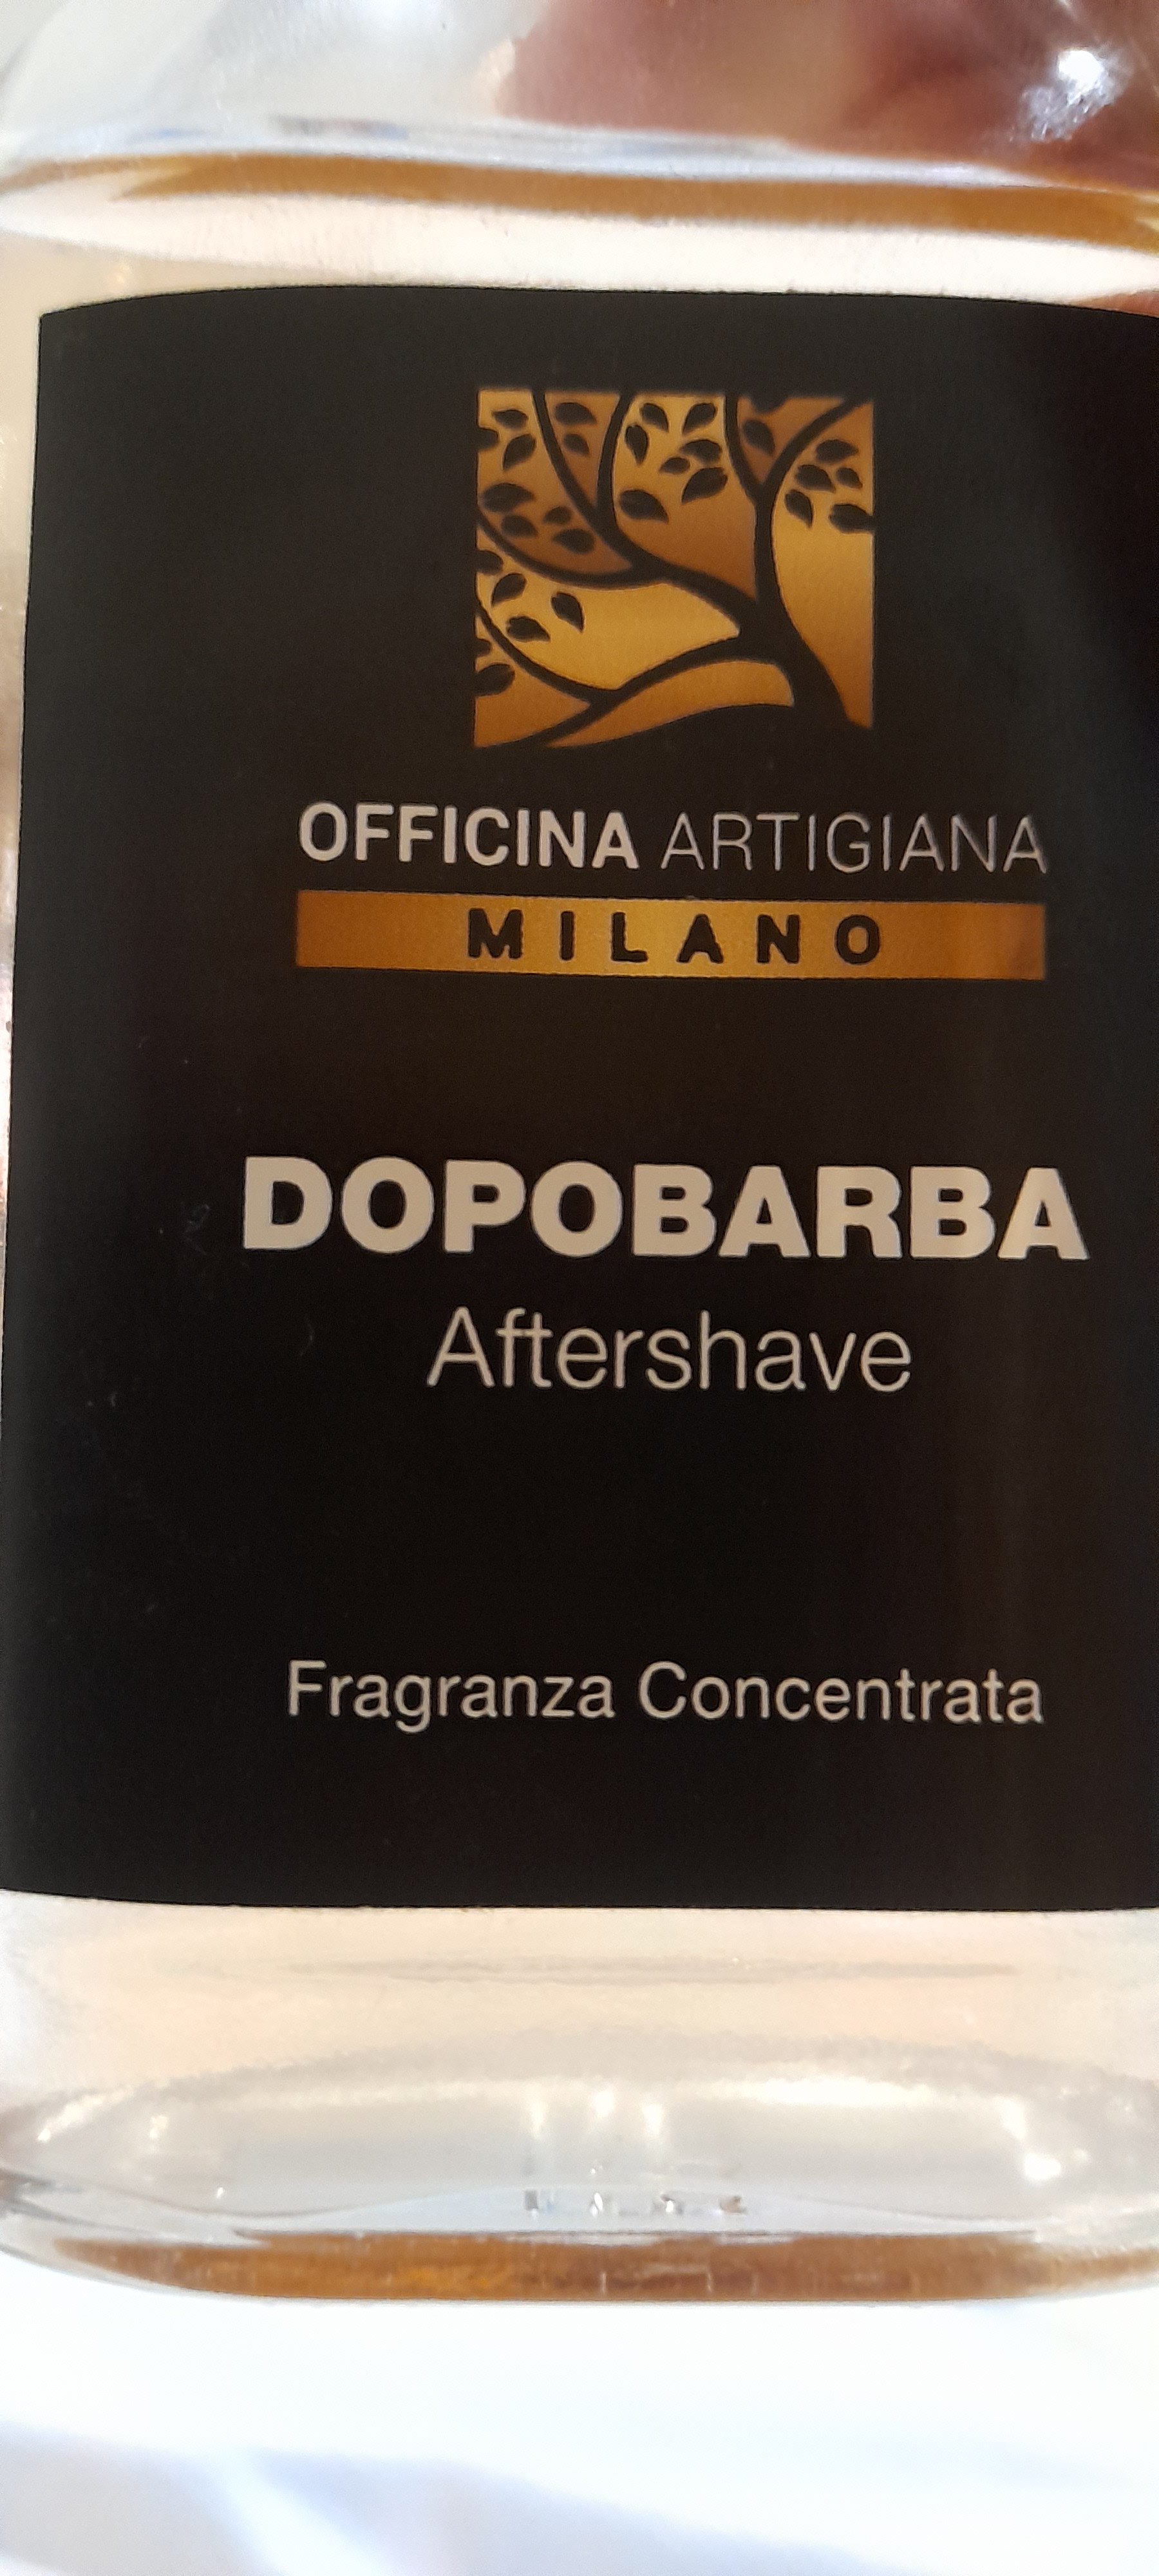 OFFICINA ARTIGIANA
MILANO
DOPOBARBA
Aftershave
Fragranza Concentrata